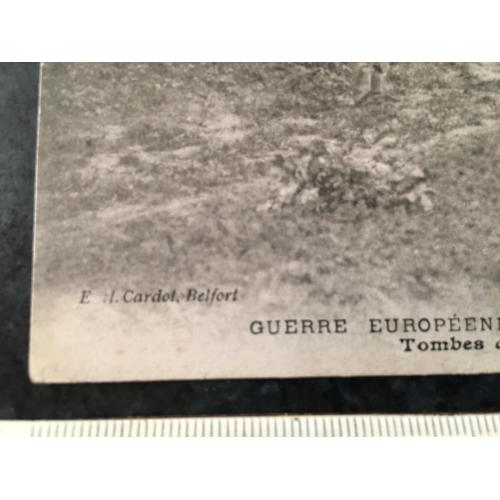 E .l. Cardot, Belfort
GUERRE EUROPÉEN
Tombes